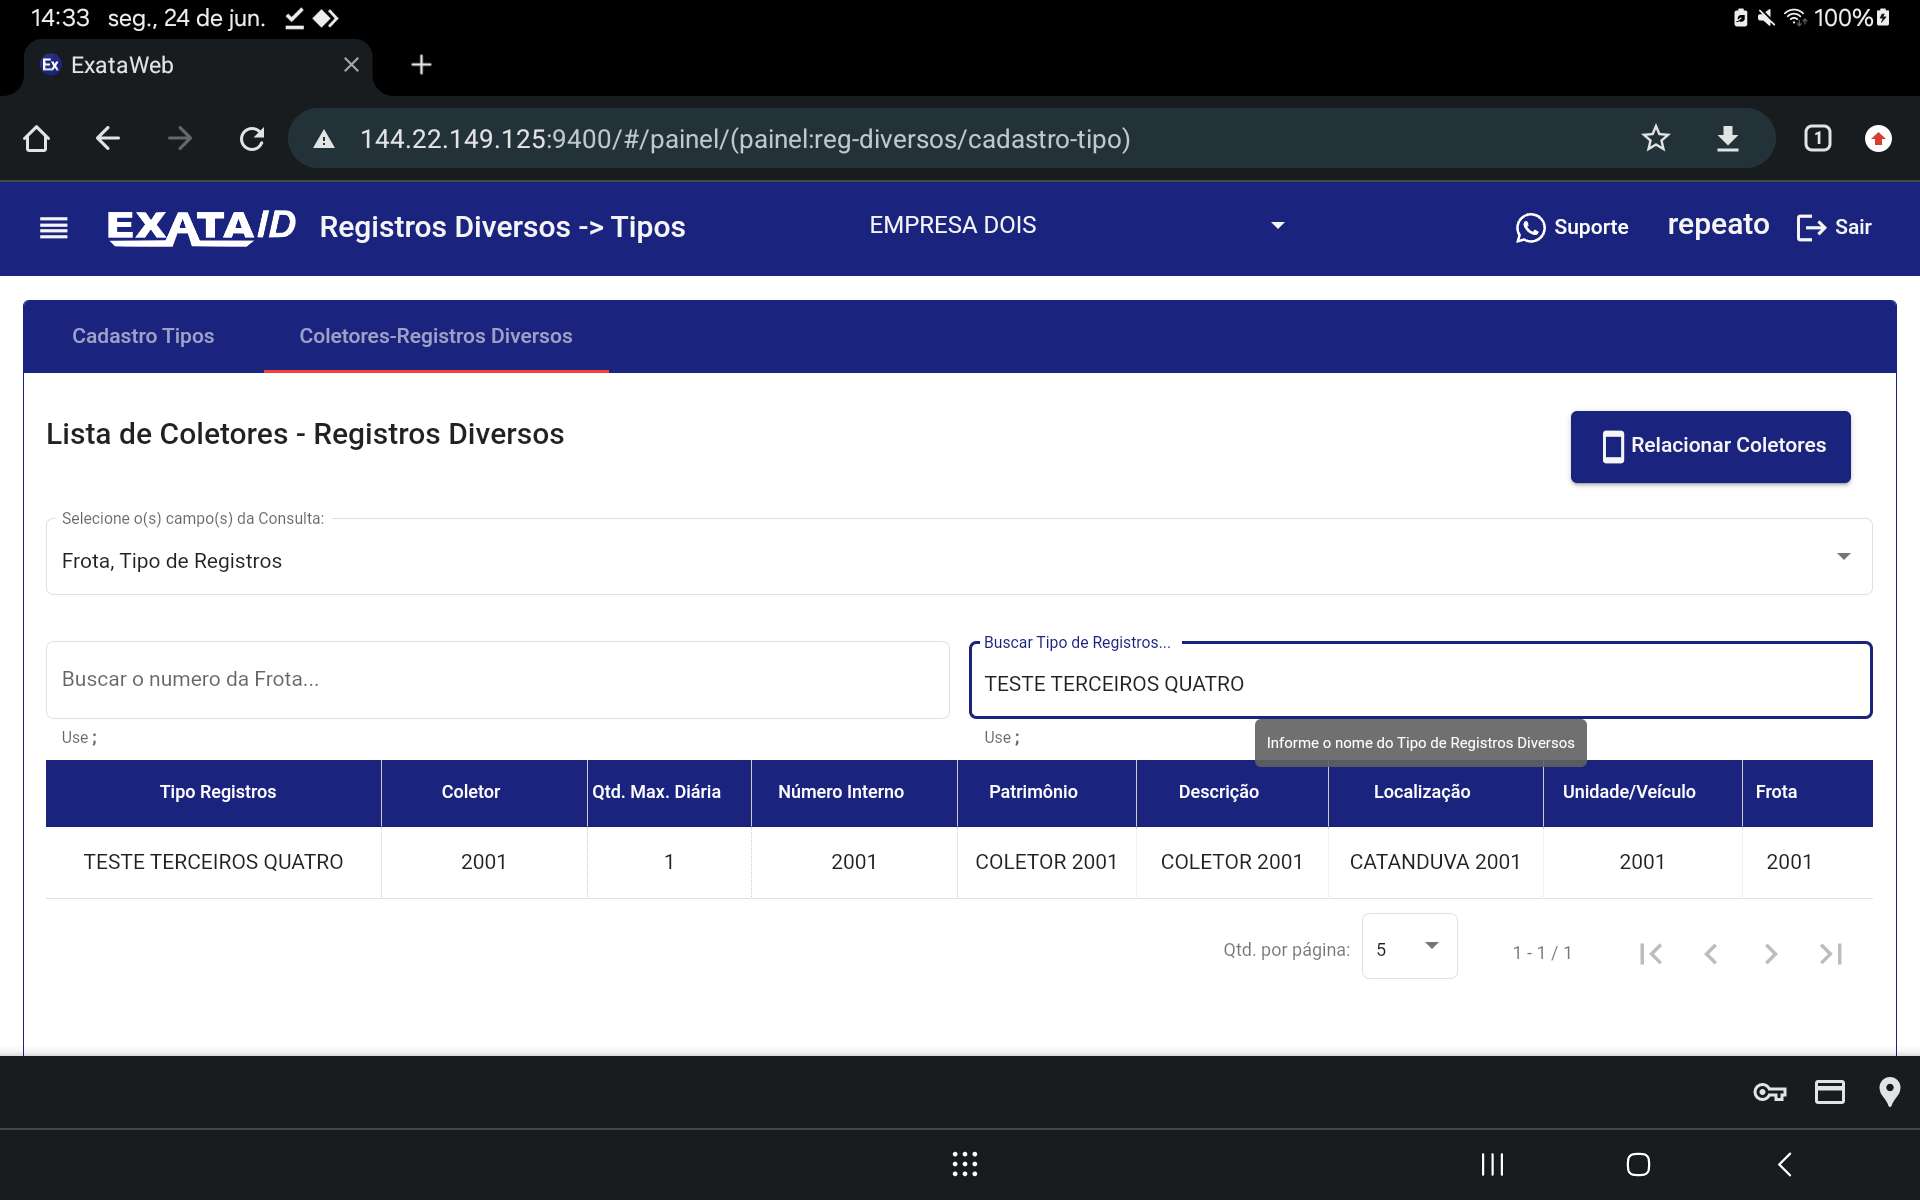 14:33 seg., 24 de jun. 100%
Ex ExataWeb
144.22.149.125:9400/#/painel/(painel:reg-diversos/cadastro-tipo) 1
EXATA/D Registros Diversos -> Tipos EMPRESA DOIS Suporte repeato Sair
Cadastro Tipos Coletores-Registros Diversos
Lista de Coletores - Registros Diversos
Relacionar Coletores
Selecione o(s) campo(s) da Consulta:
Frota, Tipo de Registros
Buscar o numero da Frota...
Buscar Tipo de Registros...
TESTE TERCEIROS QUATRO
Use ; Use ;
Informe o nome do Tipo de Registros Diversos
Tipo Registros Coletor Qtd. Max. Diária Número Interno Patrimônio Descrição Localização Unidade/Veículo Frota
TESTE TERCEIROS QUATRO 2001 1 2001 COLETOR 2001 COLETOR 2001 CATANDUVA 2001 2001 2001
Qtd. por página: 5 1 - 1 / 1